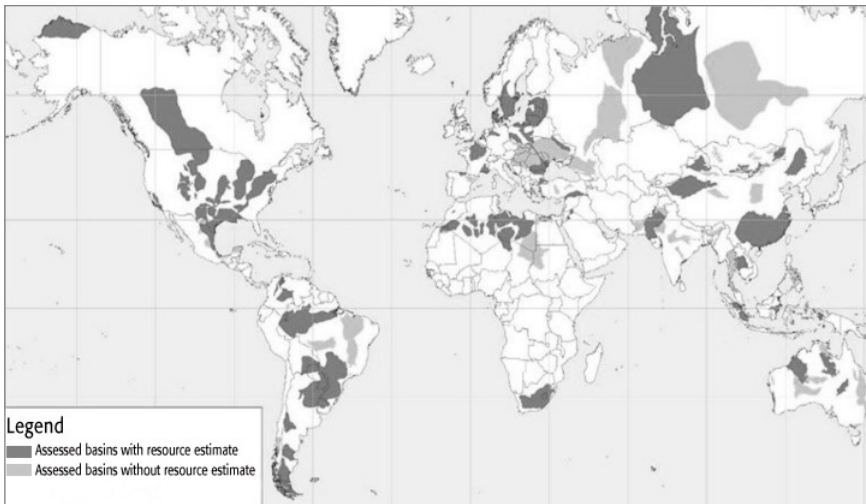 Legend
Assessed basins with resource estimate
Assessed basins without resource estimate